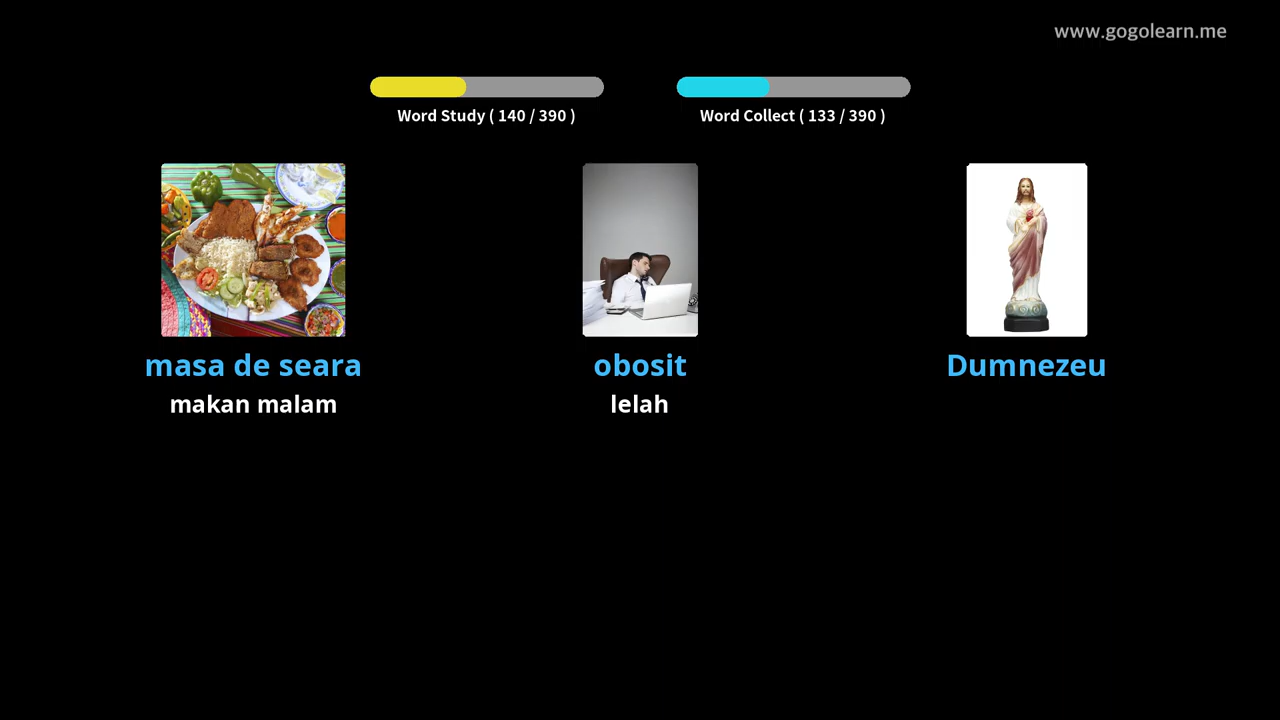 www.gogolearn.me
Word Study ( 140 / 390 )
Word Collect ( 133 / 390 )
masa de seara
makan malam
obosit
lelah
Dumnezeu